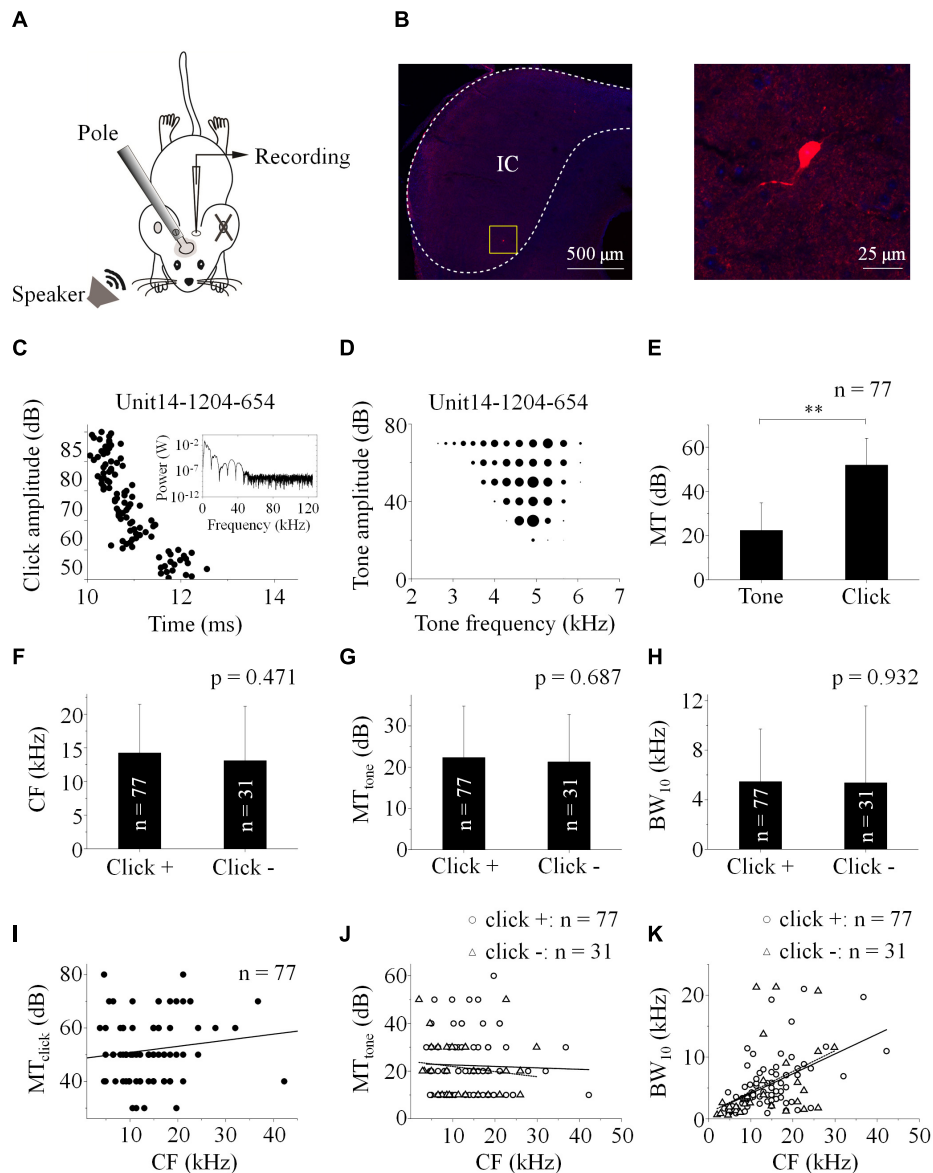 A
Pole
Recording
Speaker
B
IC
500 µm
25 µm
C
Unit14-1204-654
Click amplitude (dB)
85
80
70
60
50
10 12 14
Time (ms)
Power (W)
10⁻²
10⁻⁷
10⁻¹²
0 40 80 120
Frequency (kHz)
D
Unit14-1204-654
Tone amplitude (dB)
80
60
40
20
0
2 3 4 5 6 7
Tone frequency (kHz)
E
n = 77
**
MT (dB)
60
40
20
0
Tone Click
F
p = 0.471
CF (kHz)
20
15
10
5
0
n = 77
n = 31
Click + Click -
G
p = 0.687
MTtone (dB)
30
20
10
0
n = 77
n = 31
Click + Click -
H
p = 0.932
BW₁₀ (kHz)
12
8
4
0
n = 77
n = 31
Click + Click -
I
n = 77
MTclick (dB)
80
60
40
10 20 30 40 50
CF (kHz)
J
click +: n = 77
click -: n = 31
MTtone (dB)
60
40
20
0
0 10 20 30 40 50
CF (kHz)
K
click +: n = 77
click -: n = 31
BW₁₀ (kHz)
20
10
0
0 10 20 30 40 50
CF (kHz)